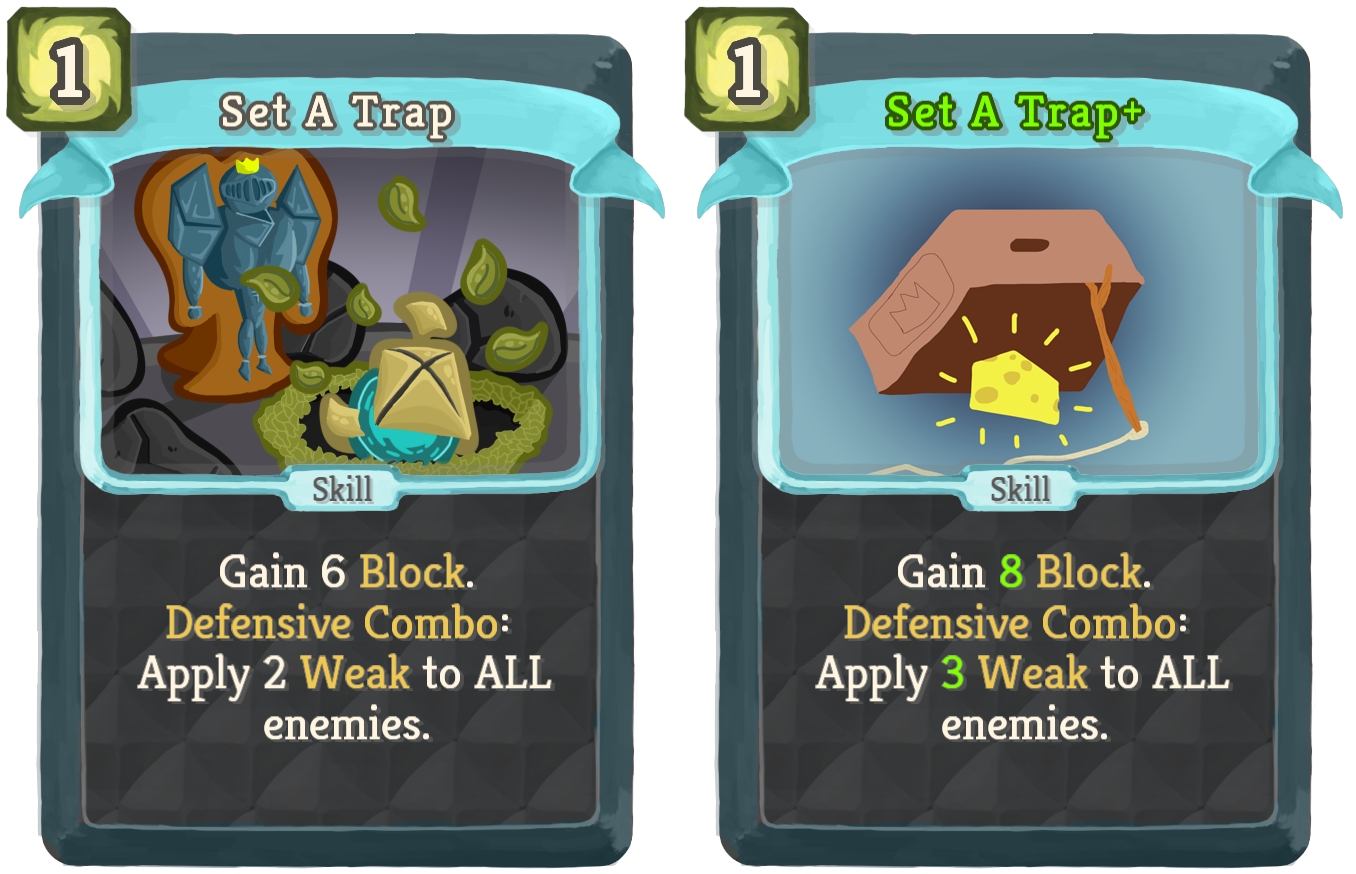 1
Set A Trap
Skill
Gain 6 Block.
Defensive Combo:
Apply 2 Weak to ALL
enemies.
1
Set A Trap+
Skill
Gain 8 Block.
Defensive Combo:
Apply 3 Weak to ALL
enemies.